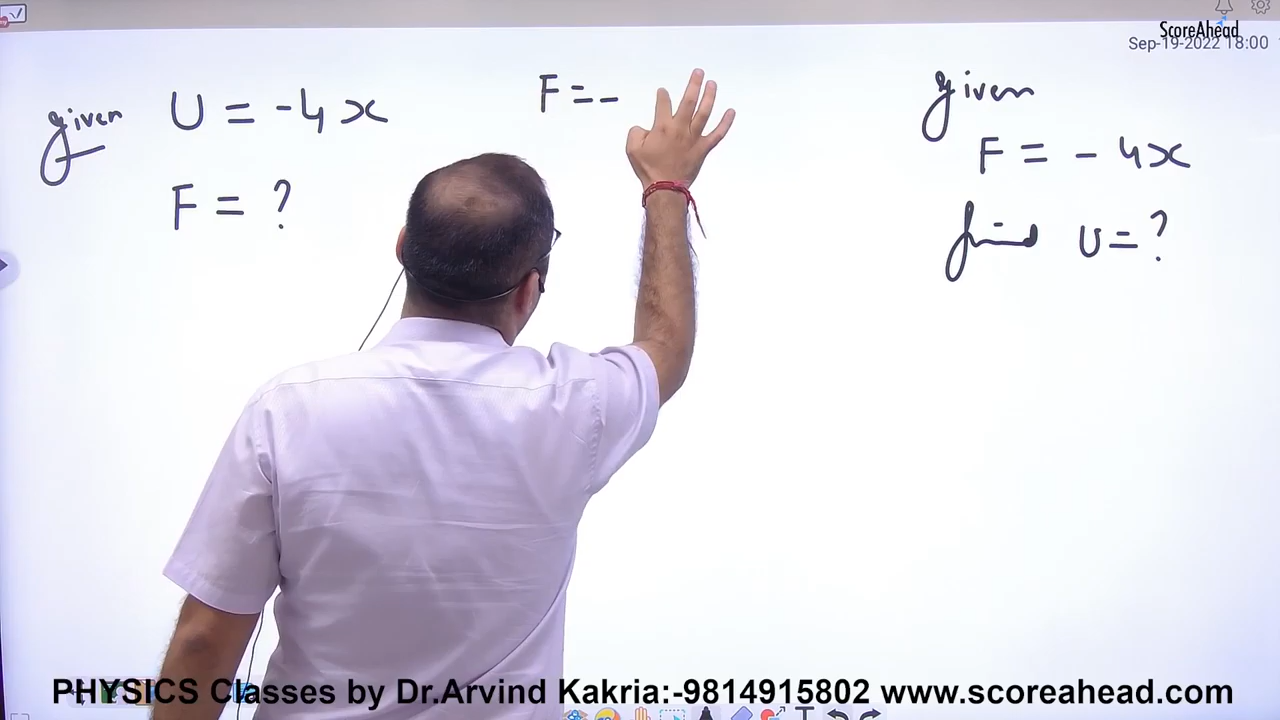 ScoreAhead
Sep-19-2022 18:00
given U = -4x
F = ?
F = -
given
F = - 4x
find U = ?
PHYSICS Classes by Dr.Arvind Kakria:-9814915802 www.scoreahead.com